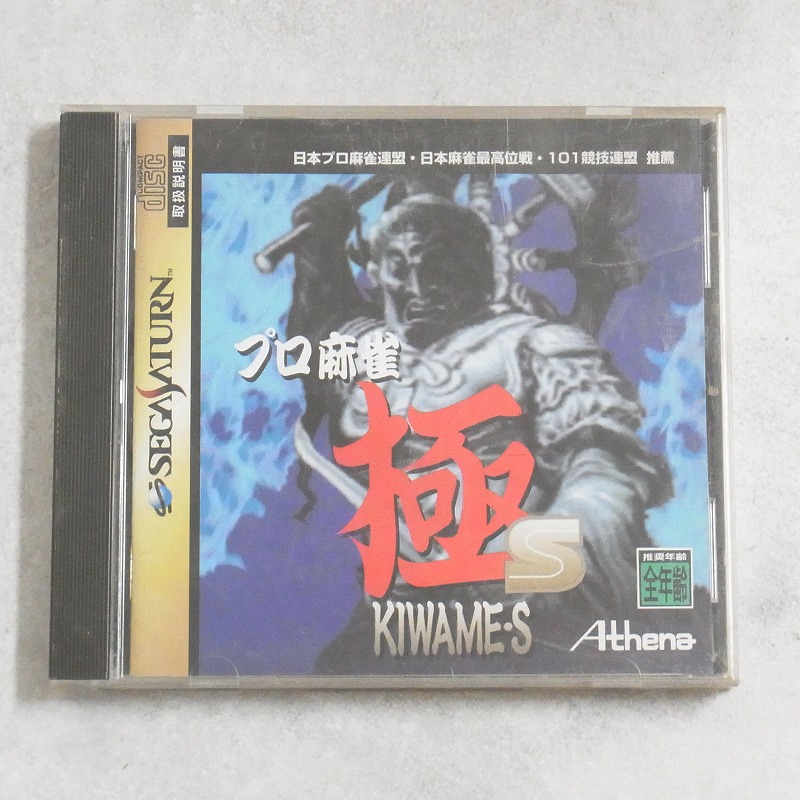 日本プロ麻雀連盟・日本麻雀最高位戦・101競技連盟 推薦
COMPACT
disc
取扱説明書
SEGA SATURN™
プロ麻雀
極
S
KIWAME・S
推奨年齢
全年齢
Athena